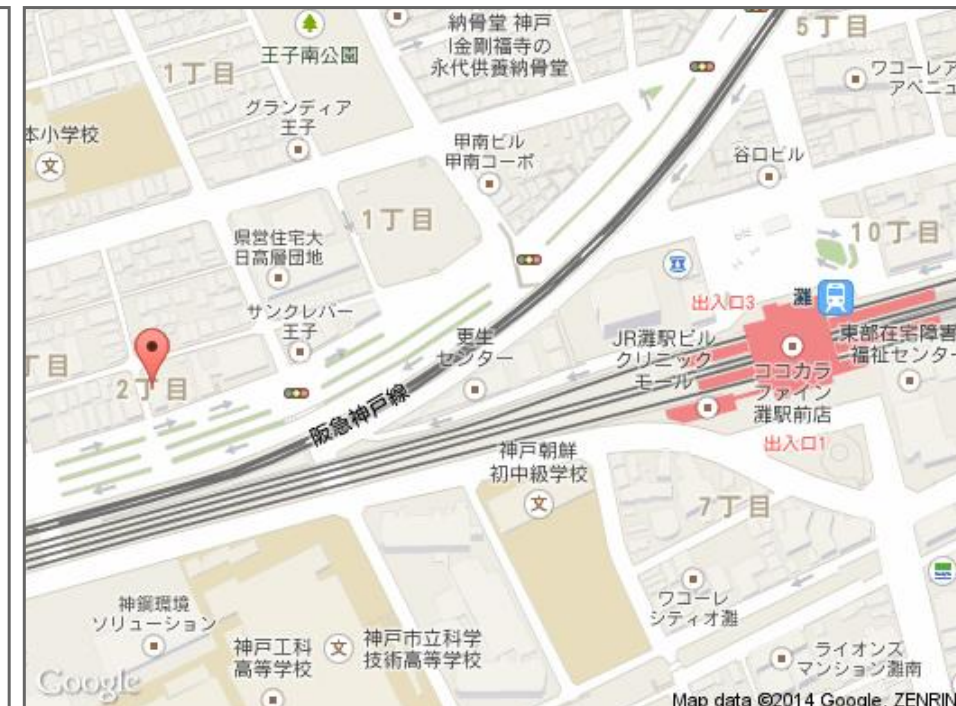 納骨堂 神戸
I金剛福寺の
永代供養納骨堂
5丁目
王子南公園
1丁目
ワコーレア
アベニュ
グランディア
王子
本小学校
文
甲南ビル
甲南コーポ
谷口ビル
1丁目
10丁目
県営住宅大
日高層団地
出入口3
灘
サンクレバー
王子
更生
センター
JR灘駅ビル
クリニック
モール
東部在宅障害
福祉センター
丁目
2丁目
ココカラ
ファイン
灘駅前店
阪急神戸線
出入口1
神戸朝鮮
初中級学校
文
7丁目
神鋼環境
ソリューション
ワコーレ
シティオ灘
神戸工科
高等学校
文
神戸市立科学
技術高等学校
ライオンズ
マンション灘南
Google
Map data ©2014 Google, ZENRIN